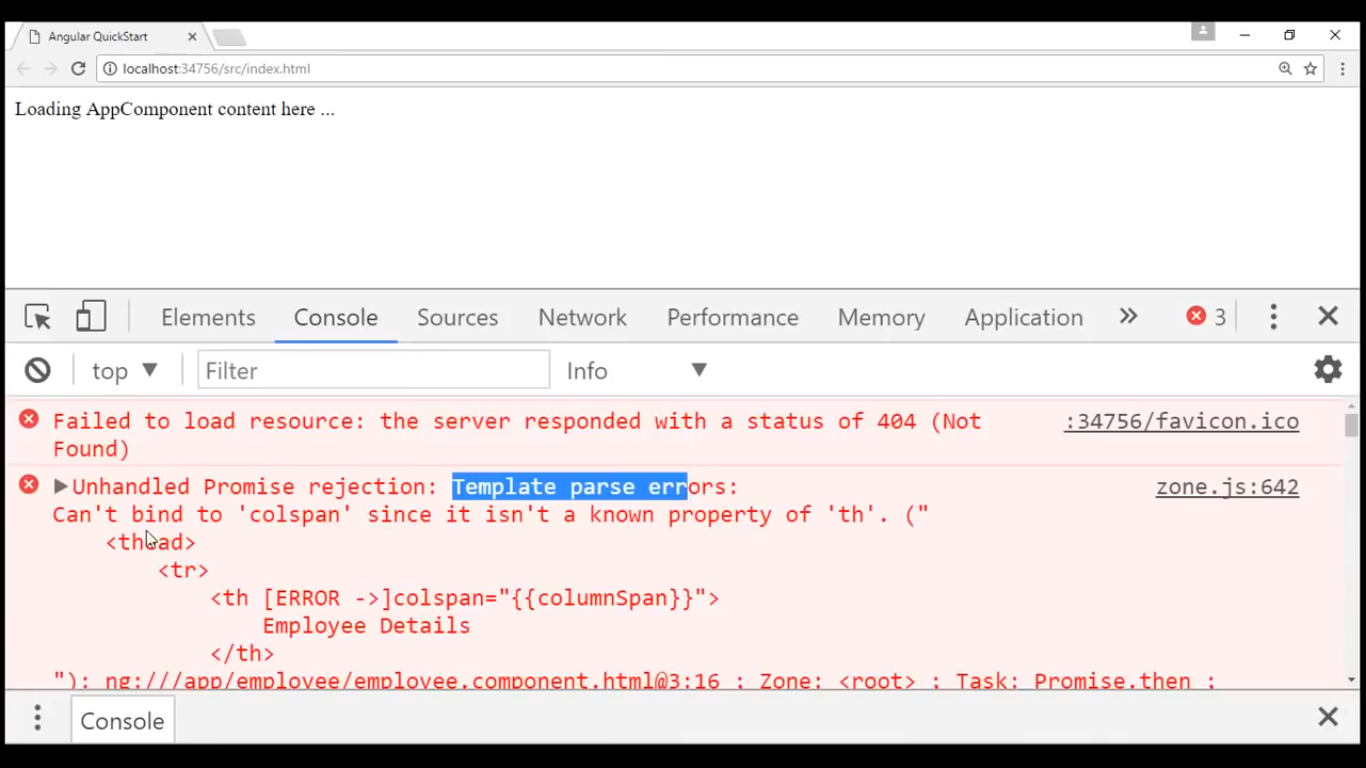 Angular QuickStart
localhost:34756/src/index.html
Loading AppComponent content here ...
Elements Console Sources Network Performance Memory Application 3
top Filter Info
Failed to load resource: the server responded with a status of 404 (Not :34756/favicon.ico
Found)
Unhandled Promise rejection: Template parse errors: zone.js:642
Can't bind to 'colspan' since it isn't a known property of 'th'. ("
<thead>
<tr>
<th [ERROR ->]colspan="{{columnSpan}}">
Employee Details
</th>
"): ng:///app/employee/employee.component.html@3:16 ; Zone: <root> ; Task: Promise.then ;
Console